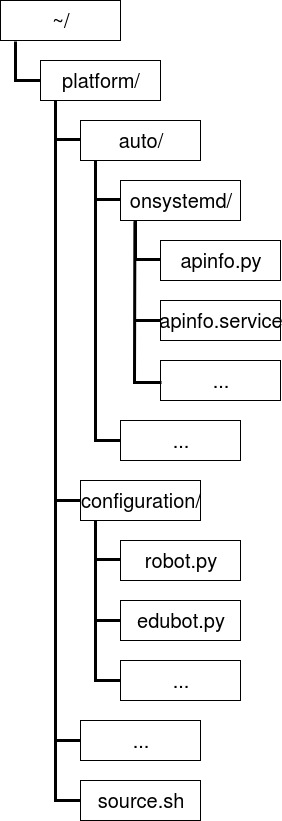 ~/
platform/
auto/
onsystemd/
apinfo.py
apinfo.service
...
...
configuration/
robot.py
edubot.py
...
...
source.sh